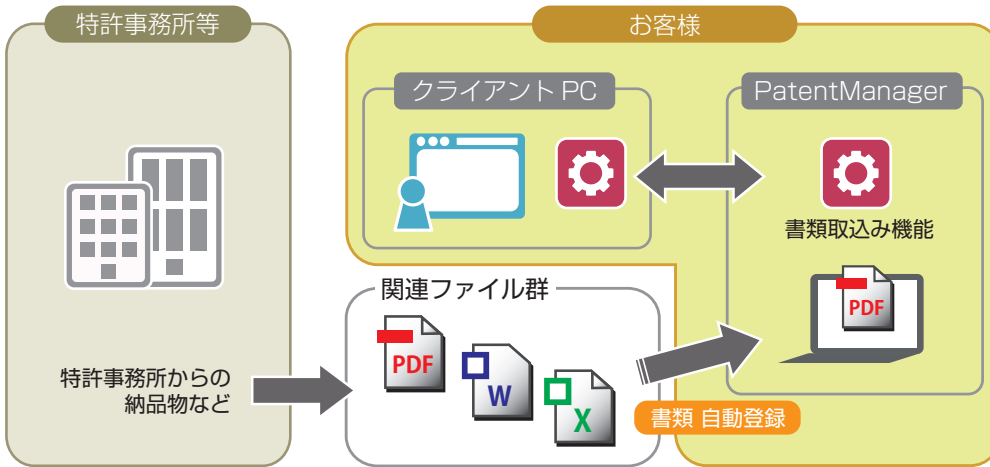 特許事務所等
お客様
クライアント PC
PatentManager
書類取込み機能
関連ファイル群
PDF
PDF
W
X
特許事務所からの
納品物など
書類 自動登録